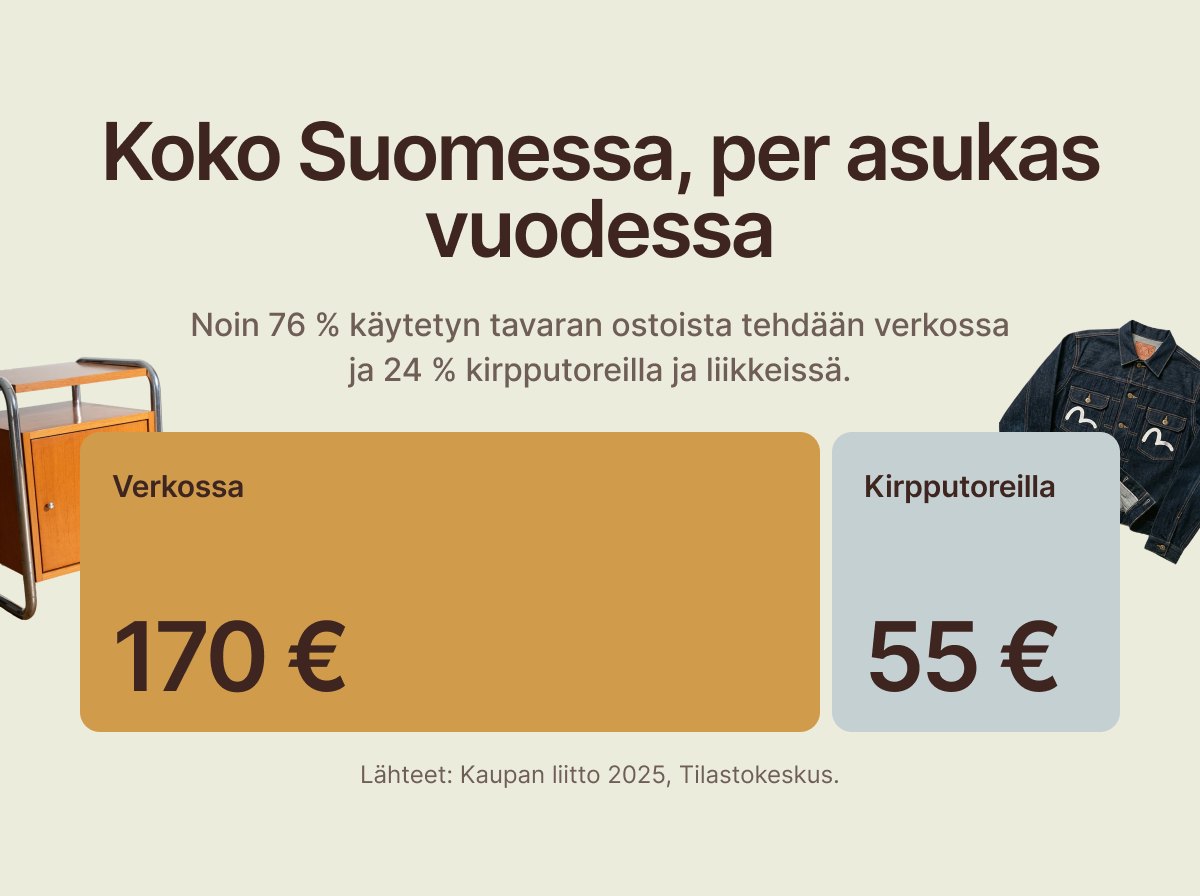 Koko Suomessa, per asukas
vuodessa
Noin 76 % käytetyn tavaran ostoista tehdään verkossa
ja 24 % kirpputoreilla ja liikkeissä.
Verkossa
170 €
Kirpputoreilla
55 €
Lähteet: Kaupan liitto 2025, Tilastokeskus.